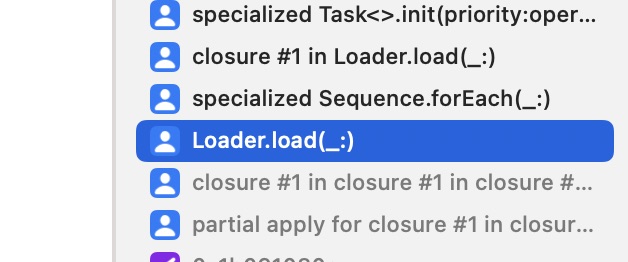 specialized Task<>.init(priority:oper...
closure #1 in Loader.load(_:)
specialized Sequence.forEach(_:)
Loader.load(_:)
closure #1 in closure #1 in closure #...
partial apply for closure #1 in closur...